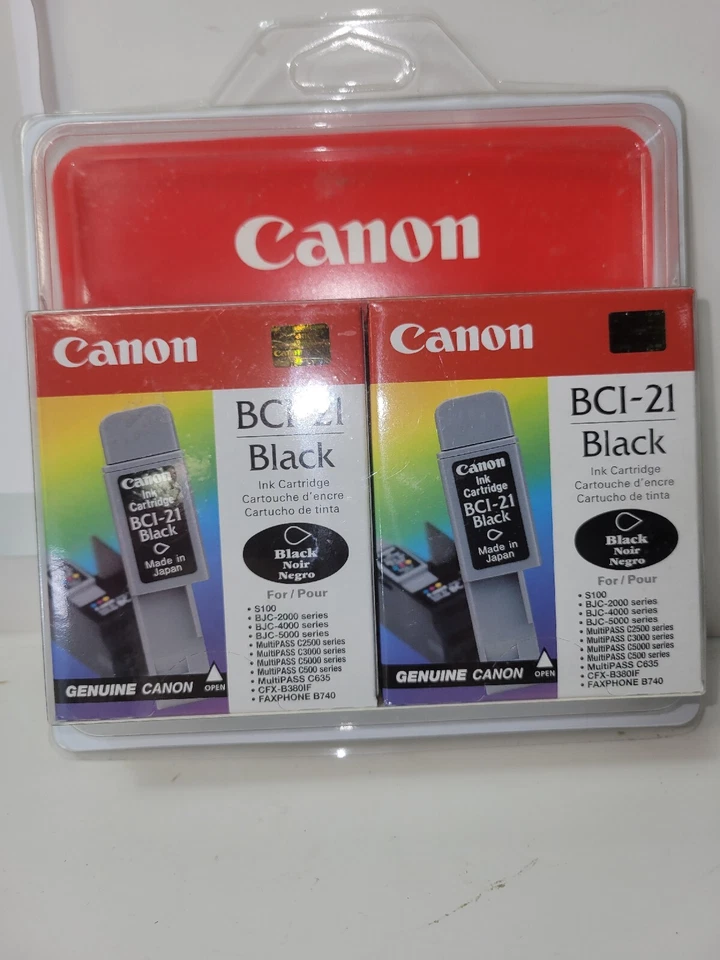 Canon
Canon
BCI-21
Black
Ink Cartridge
Cartouche d'encre
Cartucho de tinta
Black
Noir
Negro
For / Pour
• S100
• BJC-2000 series
• BJC-4000 series
• BJC-5000 series
• MultiPASS C2500 series
• MultiPASS C3000 series
• MultiPASS C5000 series
• MultiPASS C500 series
• MultiPASS C635
• CFX-B380IF
• FAXPHONE B740
Canon
Ink
Cartridge
BCI-21
Black
Made in
Japan
GENUINE CANON
OPEN
Canon
BCI-21
Black
Ink Cartridge
Cartouche d'encre
Cartucho de tinta
Black
Noir
Negro
For / Pour
• S100
• BJC-2000 series
• BJC-4000 series
• BJC-5000 series
• MultiPASS C2500 series
• MultiPASS C3000 series
• MultiPASS C5000 series
• MultiPASS C500 series
• MultiPASS C635
• CFX-B380IF
• FAXPHONE B740
Canon
Ink
Cartridge
BCI-21
Black
Made in
Japan
GENUINE CANON
OPEN